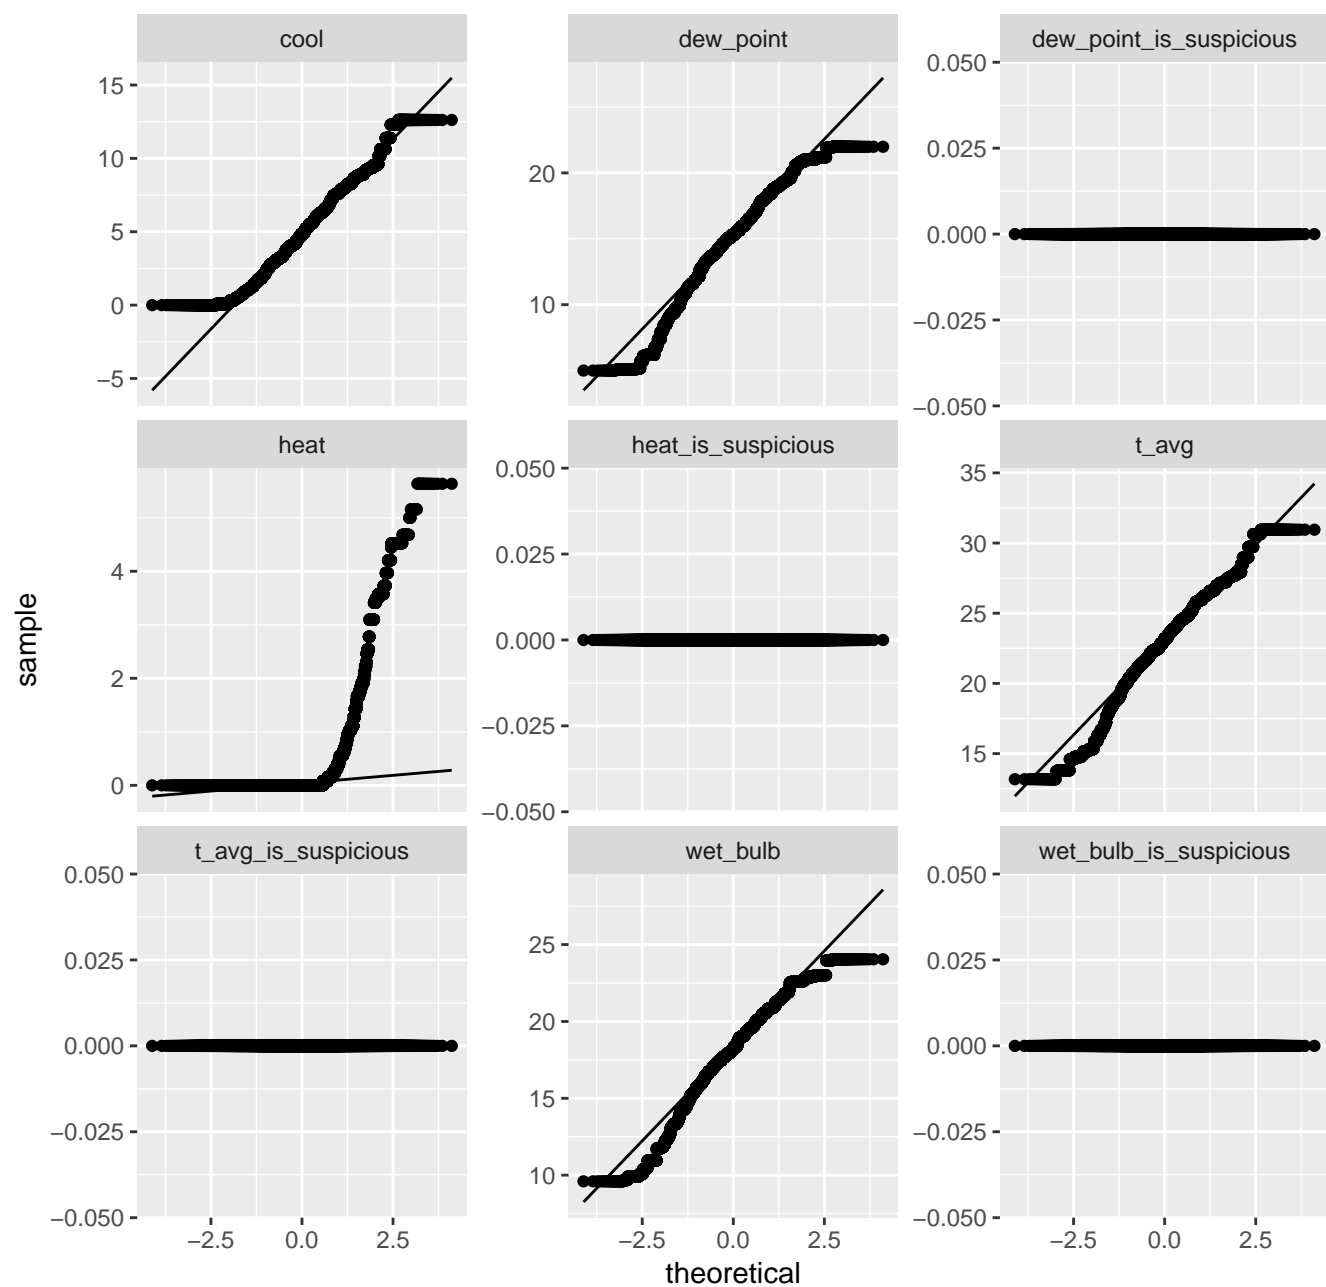 cool
dew_point
dew_point_is_suspicious
15
10
5
0
−5
20
10
0.050
0.025
0.000
−0.025
−0.050
heat
heat_is_suspicious
t_avg
4
2
0
0.050
0.025
0.000
−0.025
−0.050
35
30
25
20
15
t_avg_is_suspicious
wet_bulb
wet_bulb_is_suspicious
0.050
0.025
0.000
−0.025
−0.050
25
20
15
10
0.050
0.025
0.000
−0.025
−0.050
−2.5 0.0 2.5
−2.5 0.0 2.5
−2.5 0.0 2.5
theoretical
sample